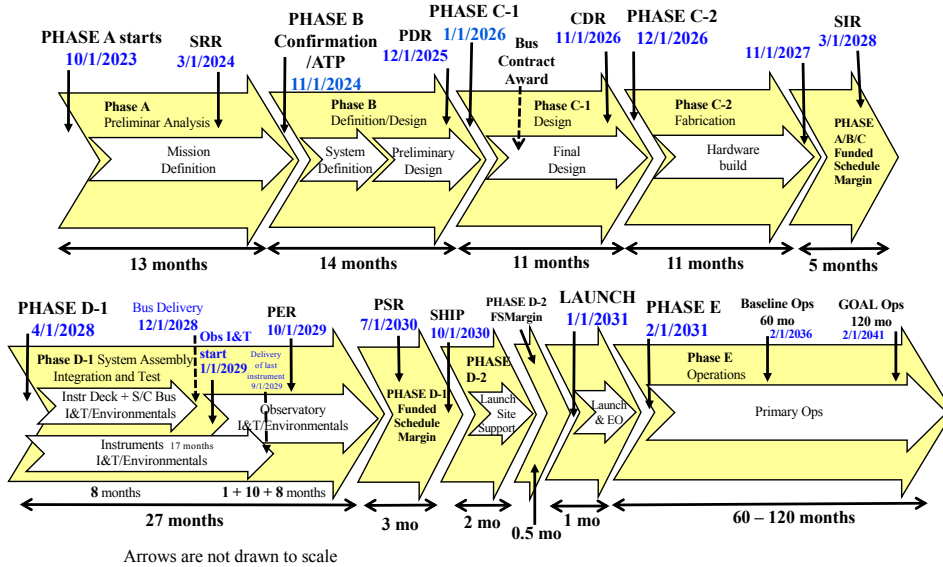 PHASE A starts
10/1/2023
SRR
3/1/2024
PHASE B
Confirmation
/ATP
11/1/2024
PDR
12/1/2025
PHASE C-1
1/1/2026
Bus
Contract
Award
CDR
11/1/2026
PHASE C-2
12/1/2026
11/1/2027
SIR
3/1/2028
Phase A
Preliminar Analysis
Mission
Definition
Phase B
Definition/Design
System
Definition
Preliminary
Design
Phase C-1
Design
Final
Design
Phase C-2
Fabrication
Hardware
build
PHASE
A/B/C
Funded
Schedule
Margin
13 months
14 months
11 months
11 months
5 months
PHASE D-1
4/1/2028
Bus Delivery
12/1/2028
Obs I&T
start
1/1/2029
PER
10/1/2029
Delivery
of last
instrument
9/1/2029
PSR
7/1/2030
SHIP
10/1/2030
PHASE D-2
FSMargin
LAUNCH
1/1/2031
PHASE E
2/1/2031
Baseline Ops
60 mo
2/1/2036
GOAL Ops
120 mo
2/1/2041
Phase D-1 System Assembly
Integration and Test
Instr Deck + S/C Bus
I&T/Environmentals
Observatory
I&T/Environmentals
Instruments 17 months
I&T/Environmentals
PHASE D-1
Funded
Schedule
Margin
PHASE
D-2
Launch
Site
Support
Launch
& EO
Phase E
Operations
Primary Ops
8 months
1 + 10 + 8 months
27 months
3 mo
2 mo
0.5 mo
1 mo
60 – 120 months
Arrows are not drawn to scale